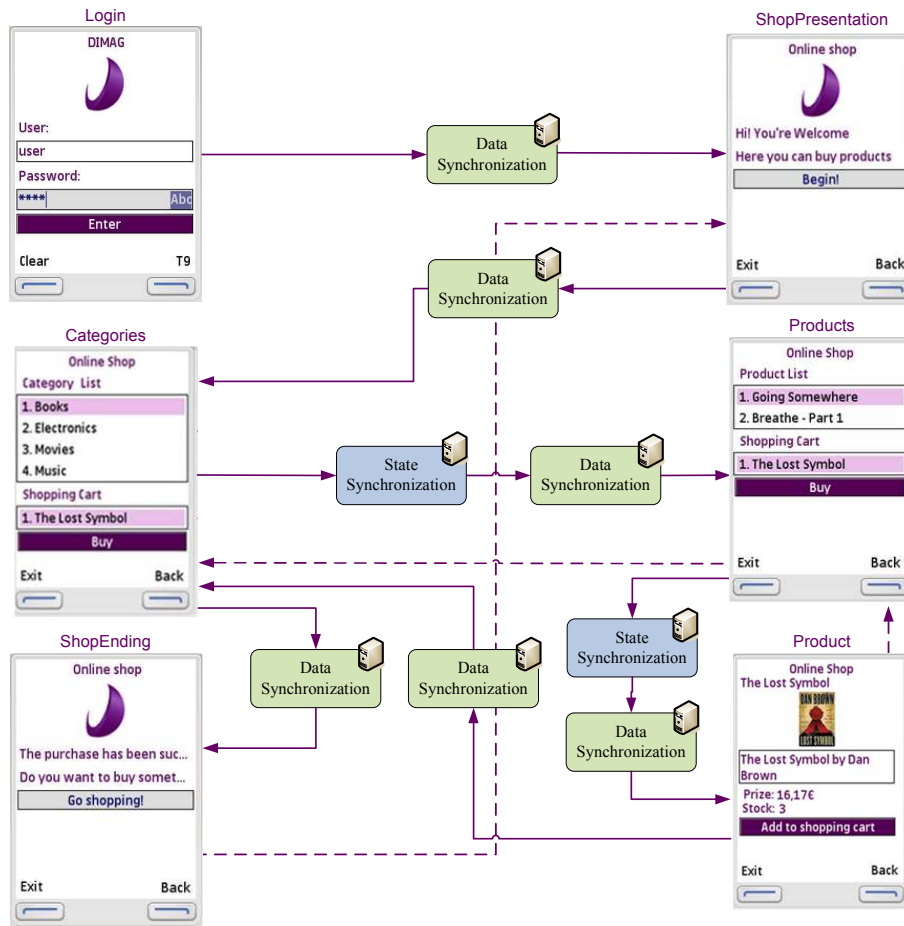 Login
DIMAG
User:
user
Password:
****
Abc
Enter
Clear
T9
Data
Synchronization
ShopPresentation
Online shop
Hi! You're Welcome
Here you can buy products
Begin!
Exit
Back
Data
Synchronization
Categories
Online Shop
Category List
1. Books
2. Electronics
3. Movies
4. Music
Shopping Cart
1. The Lost Symbol
Buy
Exit
Back
State
Synchronization
Data
Synchronization
Products
Online Shop
Product List
1. Going Somewhere
2. Breathe - Part 1
Shopping Cart
1. The Lost Symbol
Buy
Exit
Back
ShopEnding
Online shop
The purchase has been suc...
Do you want to buy somet...
Go shopping!
Exit
Back
Data
Synchronization
Data
Synchronization
State
Synchronization
Data
Synchronization
Product
Online Shop
The Lost Symbol
DAN BROWN
LOST SYMBOL
The Lost Symbol by Dan
Brown
Prize: 16,17€
Stock: 3
Add to shopping cart
Exit
Back